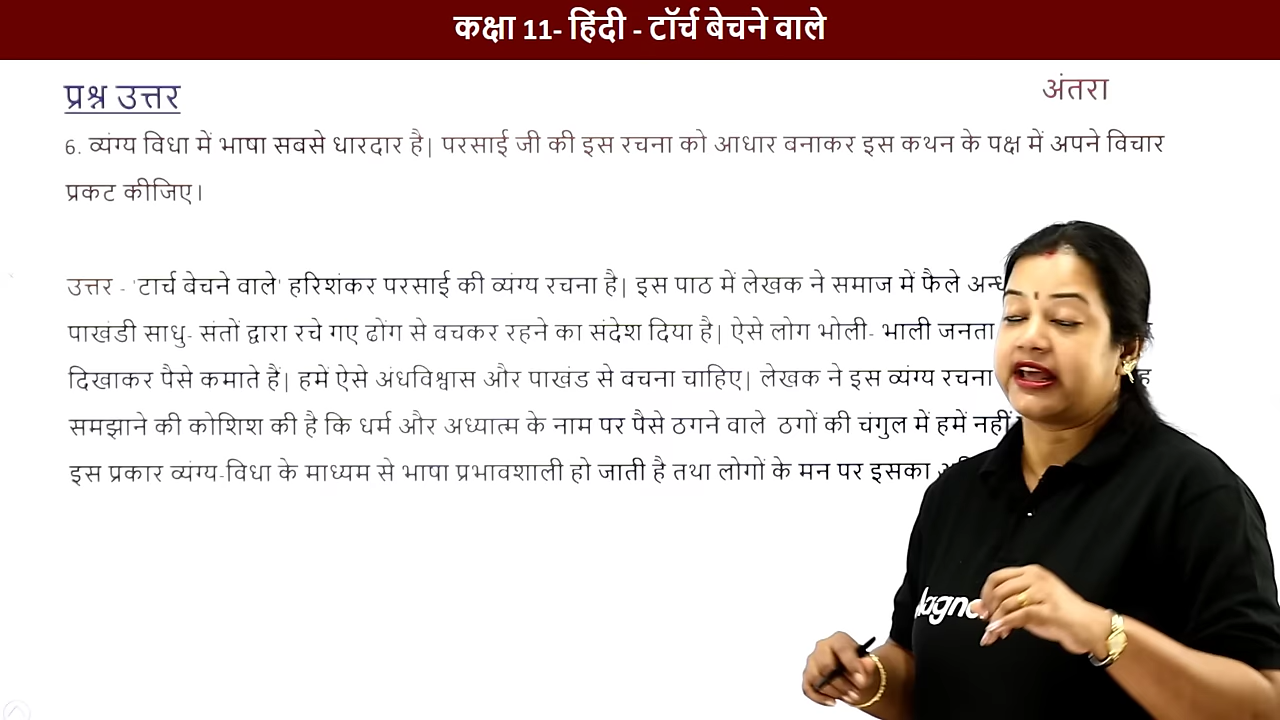 कक्षा 11- हिंदी - टॉर्च बेचने वाले
प्रश्न उत्तर
अंतरा
6. व्यंग्य विधा में भाषा सबसे धारदार है| परसाई जी की इस रचना को आधार बनाकर इस कथन के पक्ष में अपने विचार
प्रकट कीजिए।
उत्तर - 'टार्च बेचने वाले' हरिशंकर परसाई की व्यंग्य रचना है| इस पाठ में लेखक ने समाज में फैले
पाखंडी साधु- संतों द्वारा रचे गए ढोंग से बचकर रहने का संदेश दिया है| ऐसे लोग भोली- भाली जनता
दिखाकर पैसे कमाते हैं| हमें ऐसे अंधविश्वास और पाखंड से बचना चाहिए| लेखक ने इस व्यंग्य रचना
समझाने की कोशिश की है कि धर्म और अध्यात्म के नाम पर पैसे ठगने वाले ठगों की चंगुल में हमें नहीं
इस प्रकार व्यंग्य-विधा के माध्यम से भाषा प्रभावशाली हो जाती है तथा लोगों के मन पर इसका